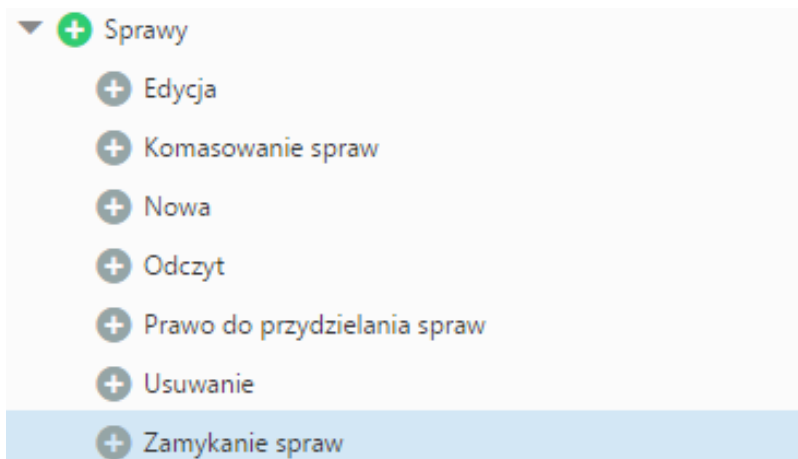 Sprawy
Edycja
Komasowanie spraw
Nowa
Odczyt
Prawo do przydzielania spraw
Usuwanie
Zamykanie spraw